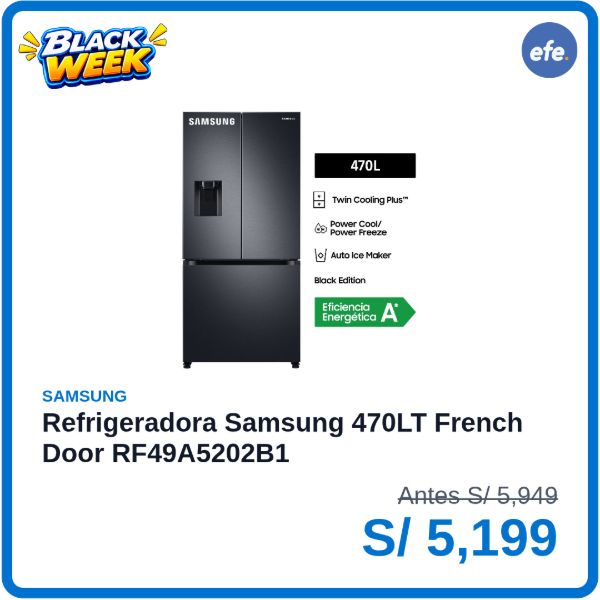 BLACK
WEEK
efe.
SAMSUNG
470L
Twin Cooling Plus™
Power Cool/
Power Freeze
Auto Ice Maker
Black Edition
Eficiencia
Energética
A*
SAMSUNG
Refrigeradora Samsung 470LT French
Door RF49A5202B1
Antes S/ 5,949
S/ 5,199